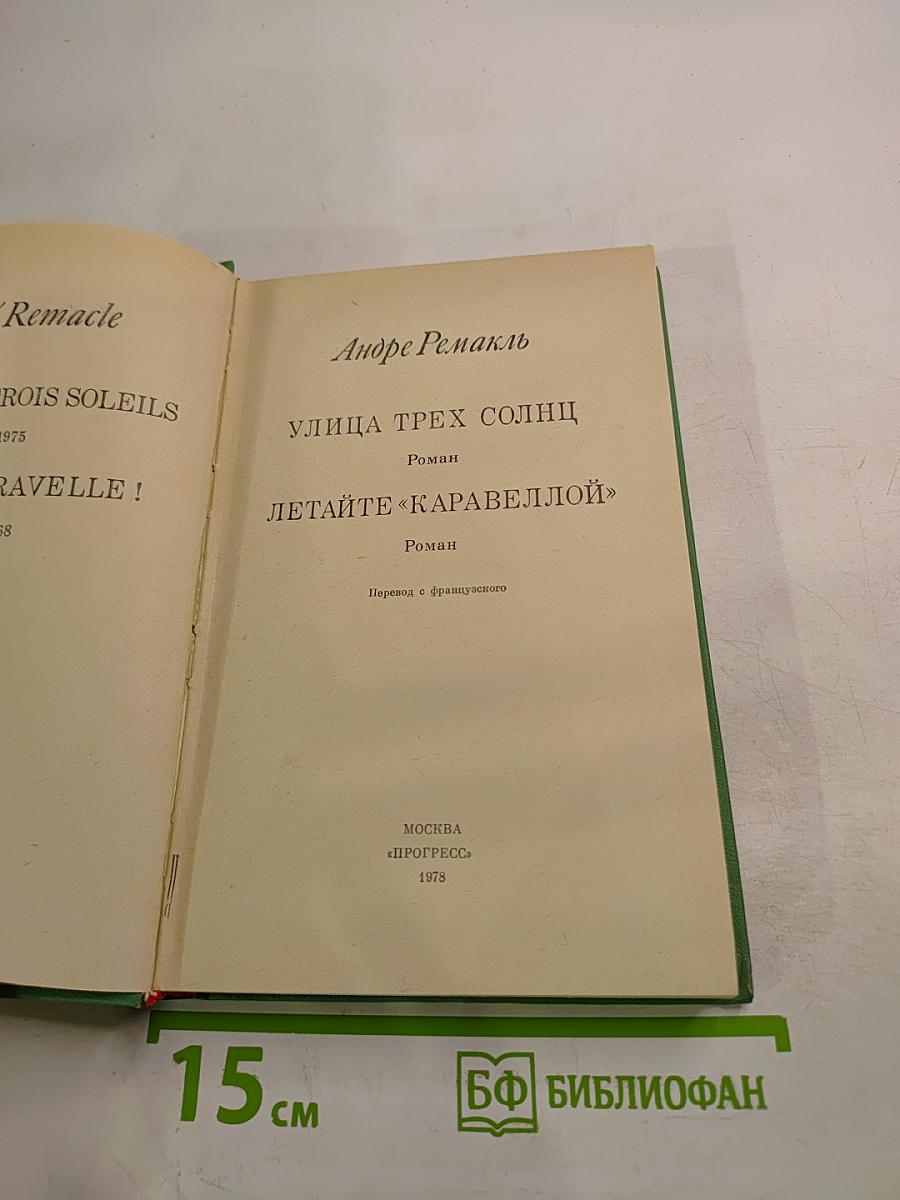 Remacle
TROIS SOLEILS
1975
RAVELLE !
68
Андре Ремакль
УЛИЦА ТРЕХ СОЛНЦ
Роман
ЛЕТАЙТЕ «КАРАВЕЛЛОЙ»
Роман
Перевод с французского
МОСКВА
«ПРОГРЕСС»
1978
15 см
БФ БИБЛИОФАН